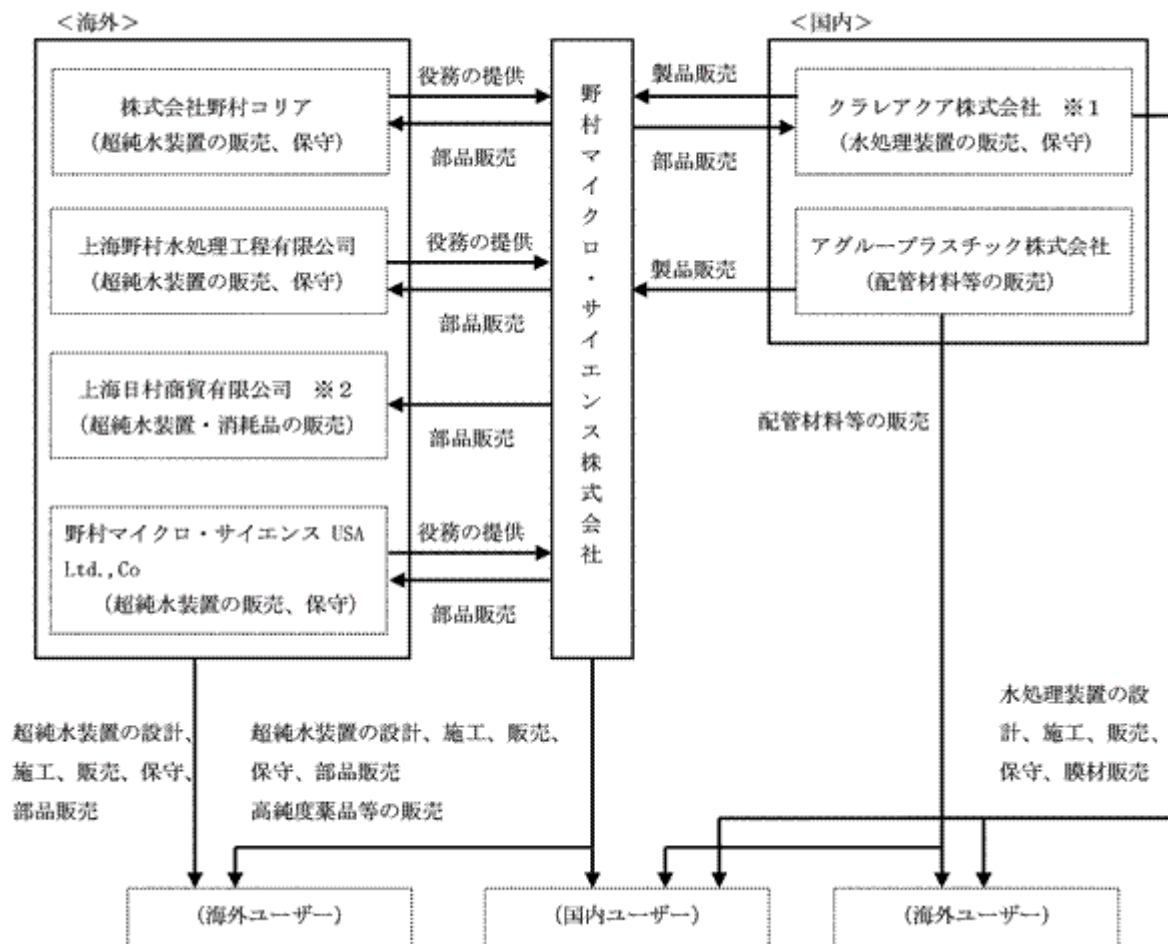 ＜海外＞
＜国内＞
株式会社野村コリア
(超純水装置の販売、保守)
役務の提供
部品販売
上海野村水処理工程有限公司
(超純水装置の販売、保守)
役務の提供
部品販売
上海日村商貿有限公司　※２
(超純水装置・消耗品の販売)
部品販売
野村マイクロ・サイエンス USA
Ltd.,Co
(超純水装置の販売、保守)
役務の提供
部品販売
野村マイクロ・サイエンス株式会社
製品販売
部品販売
クラレアクア株式会社　※１
(水処理装置の販売、保守)
製品販売
アグループラスチック株式会社
(配管材料等の販売)
配管材料等の販売
超純水装置の設計、
施工、販売、保守、
部品販売
超純水装置の設計、施工、販売、
保守、部品販売
高純度薬品等の販売
水処理装置の設
計、施工、販売、
保守、膜材販売
(海外ユーザー)
(国内ユーザー)
(海外ユーザー)